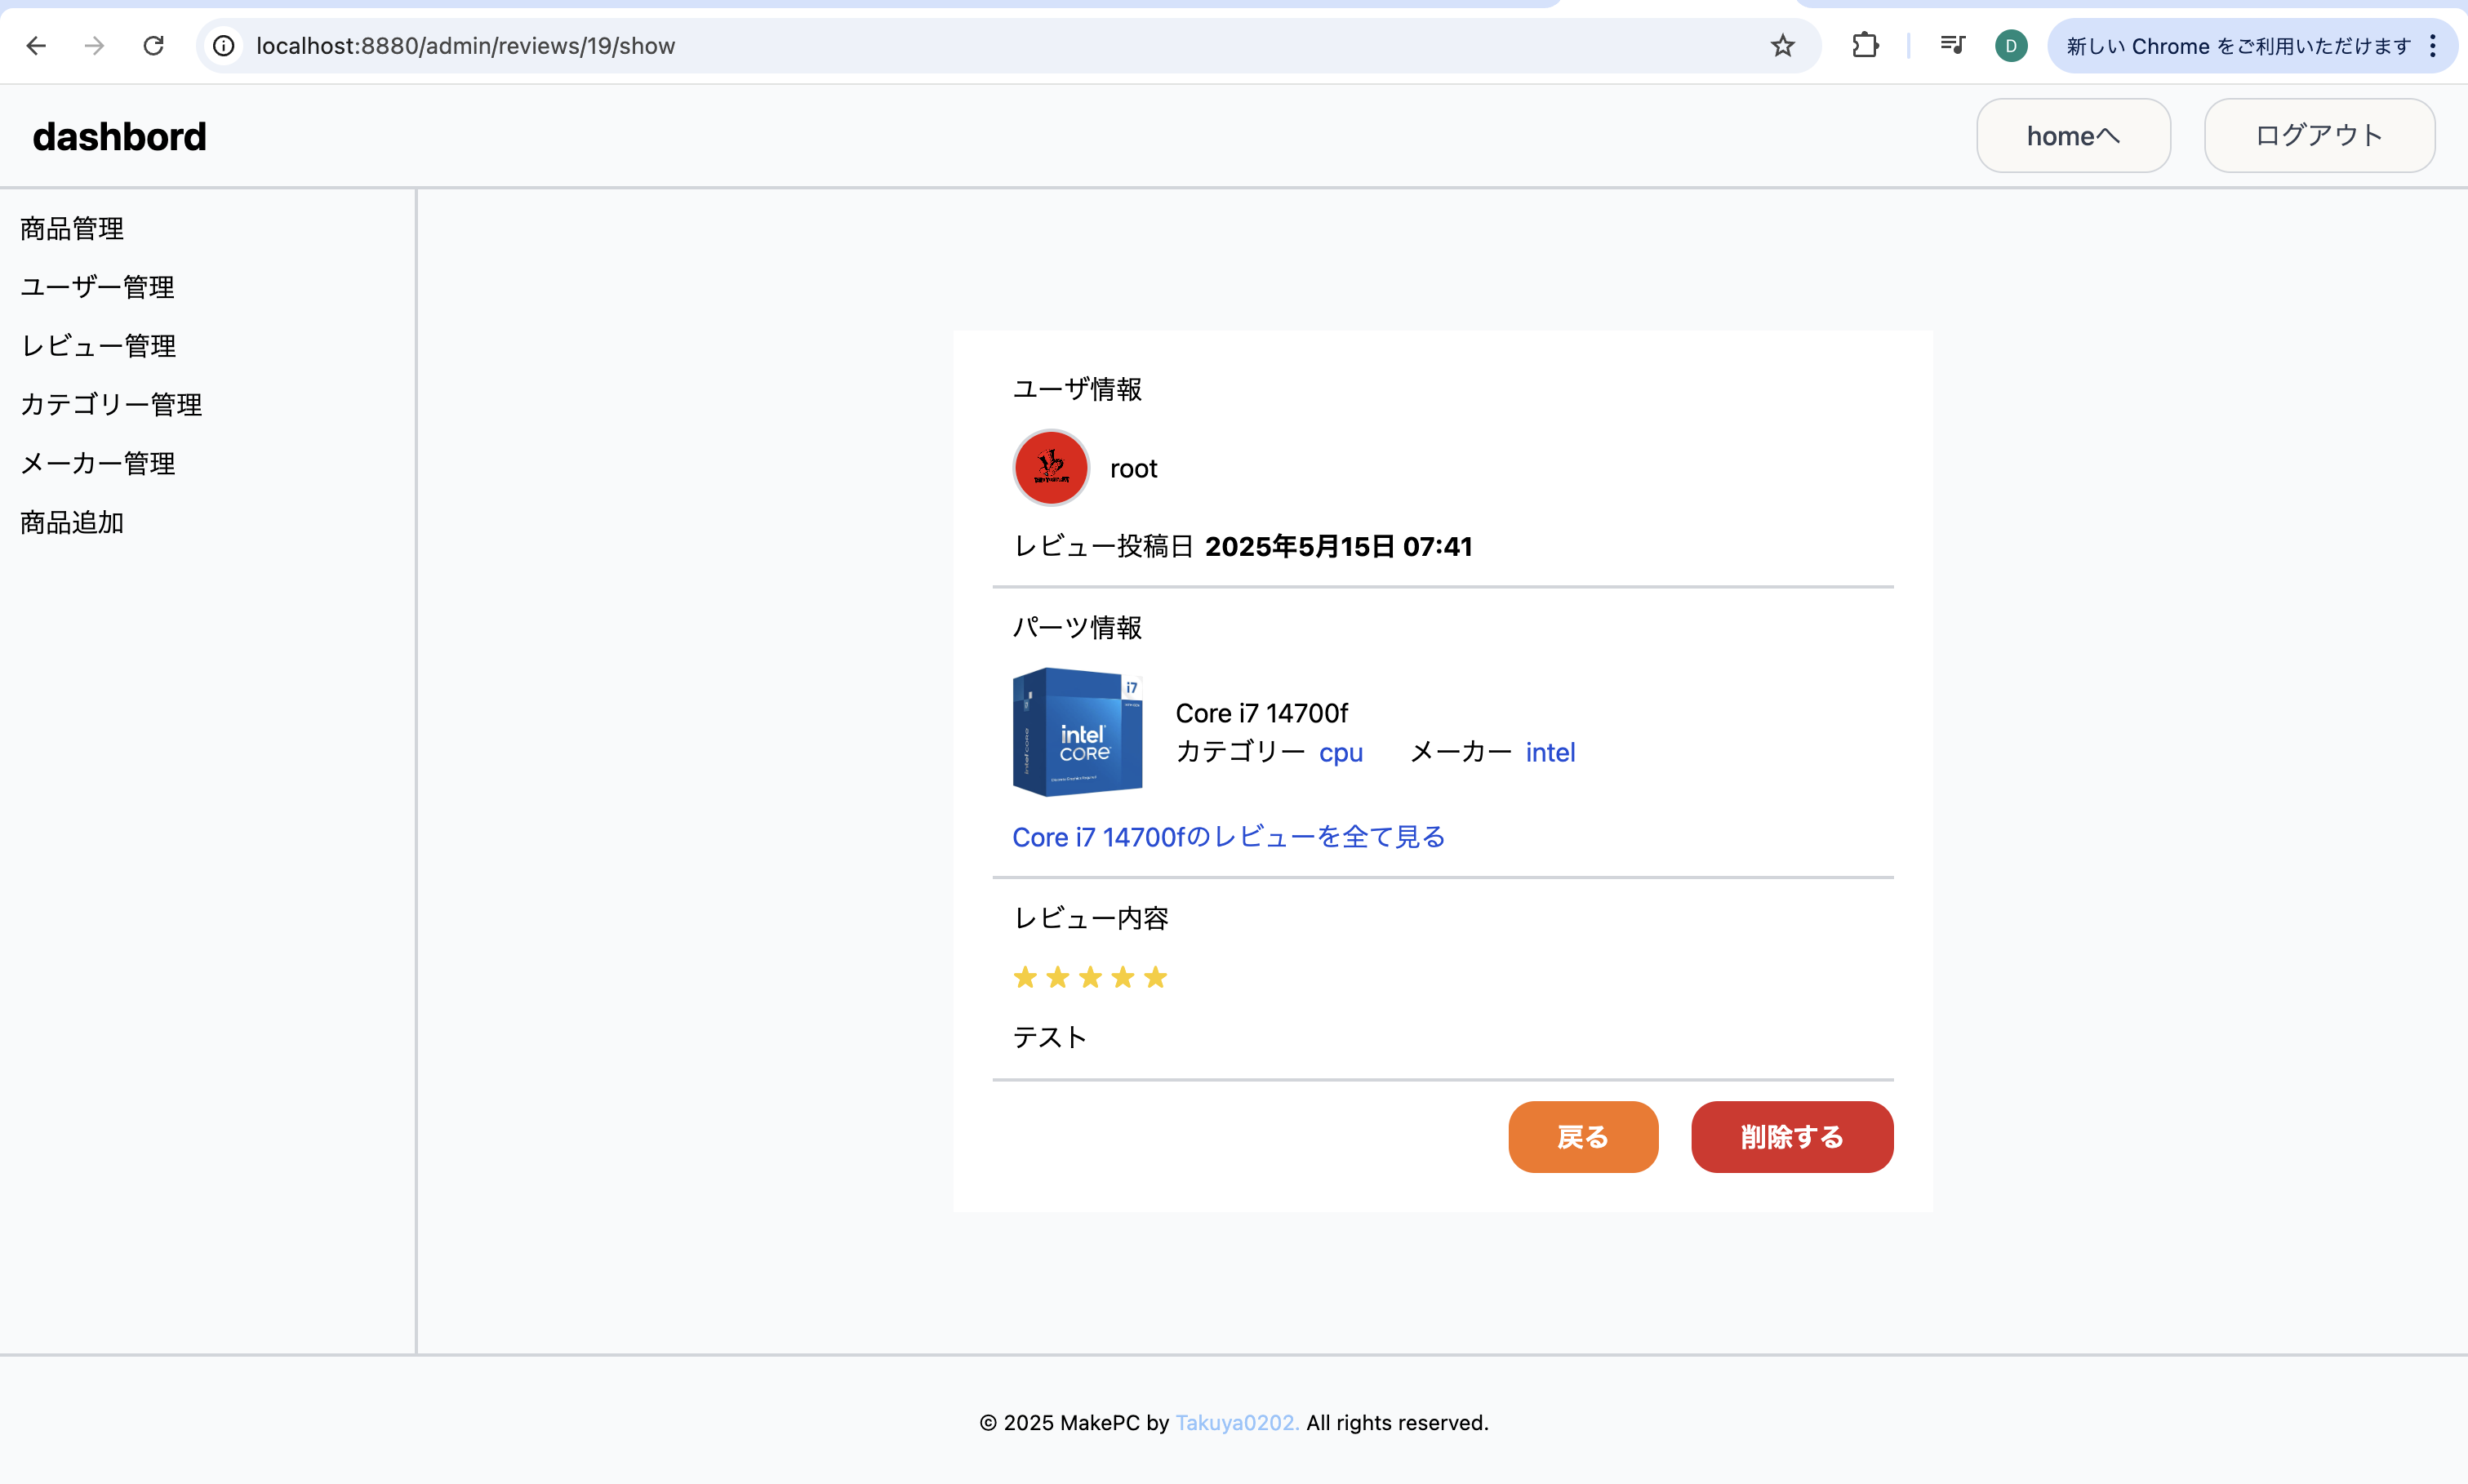 localhost:8880/admin/reviews/19/show
D
新しい Chrome をご利用いただけます
dashbord
homeへ
ログアウト
商品管理
ユーザー管理
レビュー管理
カテゴリー管理
メーカー管理
商品追加
ユーザ情報
root
レビュー投稿日 2025年5月15日 07:41
パーツ情報
i7
intel
CORE
intel CORE
Core i7 14700f
カテゴリー cpu メーカー intel
Core i7 14700fのレビューを全て見る
レビュー内容
テスト
戻る
削除する
© 2025 MakePC by Takuya0202. All rights reserved.